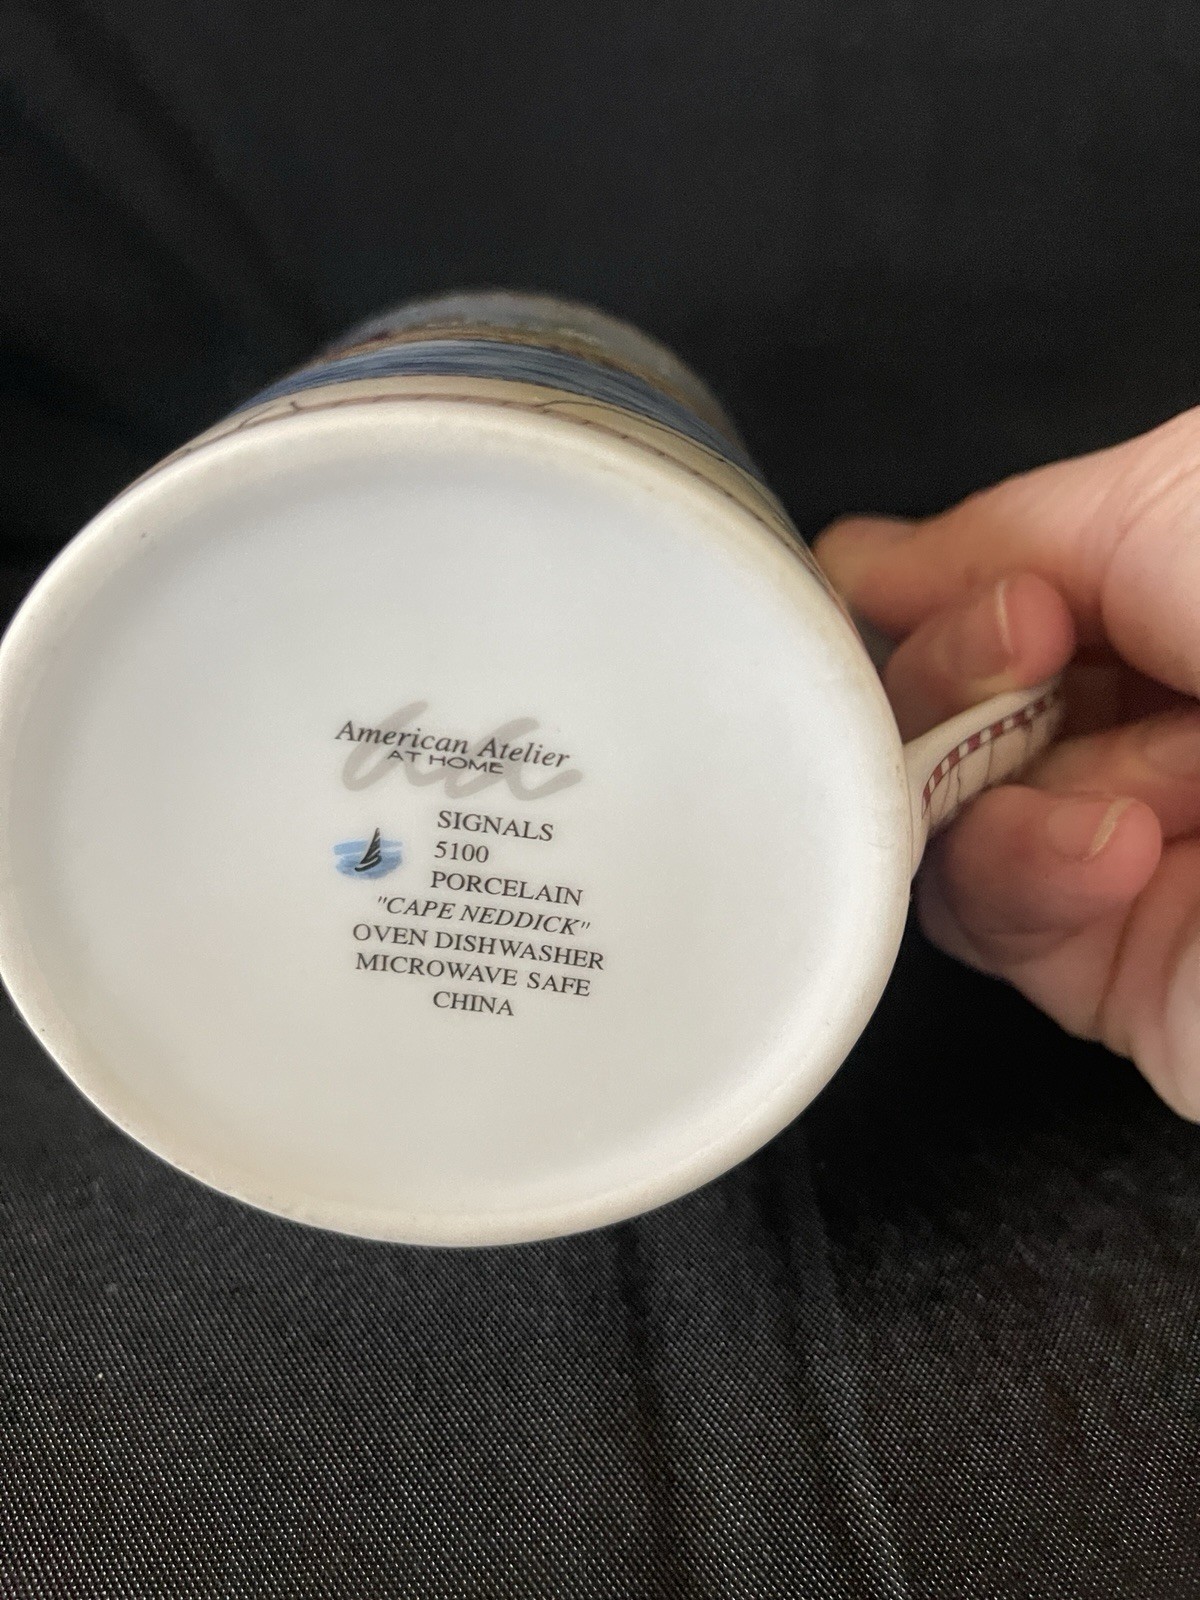 American Atelier
AT HOME
SIGNALS
5100
PORCELAIN
"CAPE NEDDICK"
OVEN DISHWASHER
MICROWAVE SAFE
CHINA